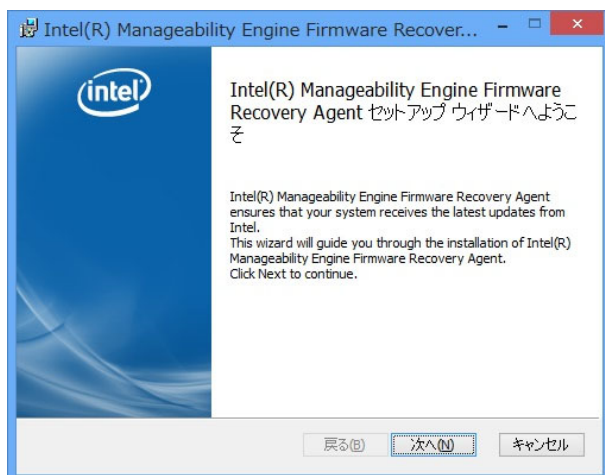 Intel(R) Manageability Engine Firmware Recover...
intel
Intel(R) Manageability Engine Firmware
Recovery Agent セットアップ ウィザードへようこ
そ
Intel(R) Manageability Engine Firmware Recovery Agent
ensures that your system receives the latest updates from
Intel.
This wizard will guide you through the installation of Intel(R)
Manageability Engine Firmware Recovery Agent.
Click Next to continue.
戻る(B) 次へ(N) キャンセル